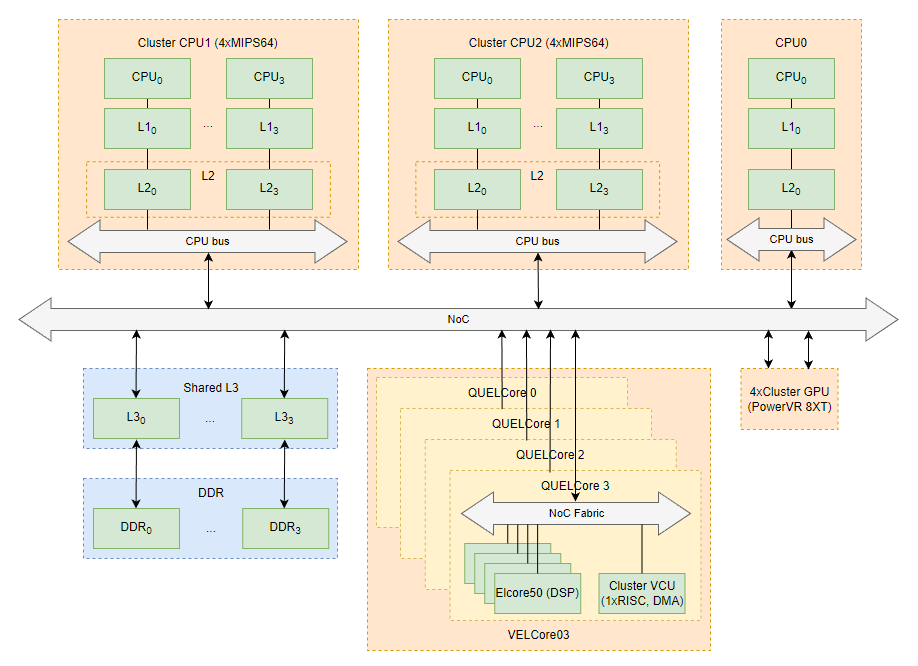 Cluster CPU1 (4xMIPS64)
CPU0
CPU3
L10
...
L13
L2
L20
L23
CPU bus
Cluster CPU2 (4xMIPS64)
CPU0
CPU3
L10
...
L13
L2
L20
L23
CPU bus
CPU0
CPU0
L10
L20
CPU bus
NoC
Shared L3
L30
...
L33
DDR
DDR0
...
DDR3
QUELCore 0
QUELCore 1
QUELCore 2
QUELCore 3
NoC Fabric
Elcore50 (DSP)
Cluster VCU
(1xRISC, DMA)
VELCore03
4xCluster GPU
(PowerVR 8XT)